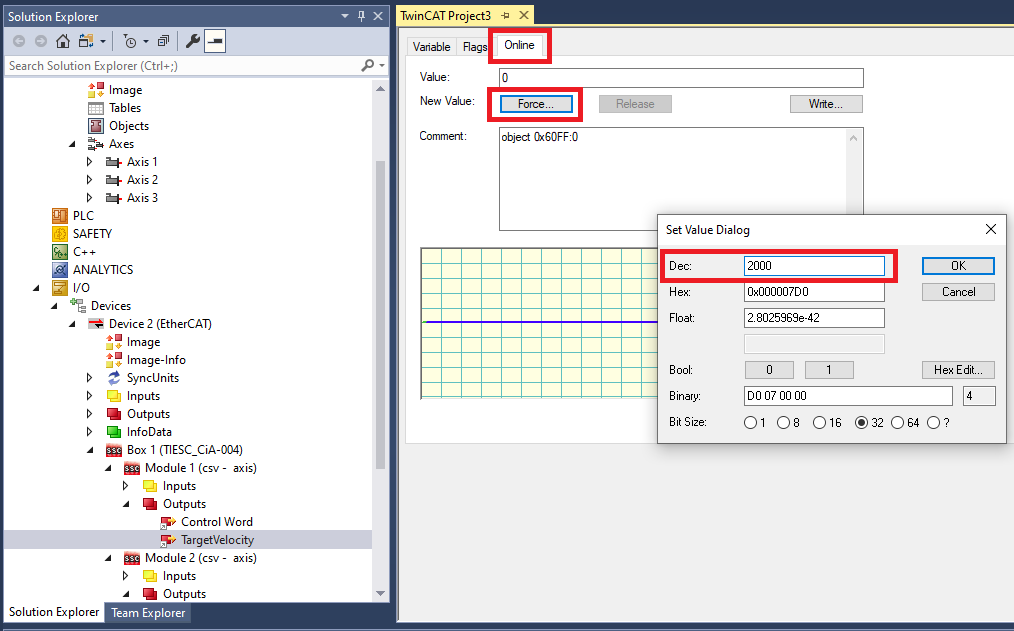 Solution Explorer
Search Solution Explorer (Ctrl+;)
Image
Tables
Objects
Axes
Axis 1
Axis 2
Axis 3
PLC
SAFETY
C++
ANALYTICS
I/O
Devices
Device 2 (EtherCAT)
Image
Image-Info
SyncUnits
Inputs
Outputs
InfoData
Box 1 (TIESC_CiA-004)
Module 1 (csv - axis)
Inputs
Outputs
Control Word
TargetVelocity
Module 2 (csv - axis)
Inputs
Outputs
Solution Explorer Team Explorer
TwinCAT Project3
Variable Flags Online
Value: 0
New Value: Force... Release Write...
Comment: object 0x60FF:0
Set Value Dialog
Dec: 2000 OK
Hex: 0x000007D0 Cancel
Float: 2.8025969e-42
Bool: 0 1 Hex Edit...
Binary: D0 07 00 00 4
Bit Size: 1 8 16 32 64 ?